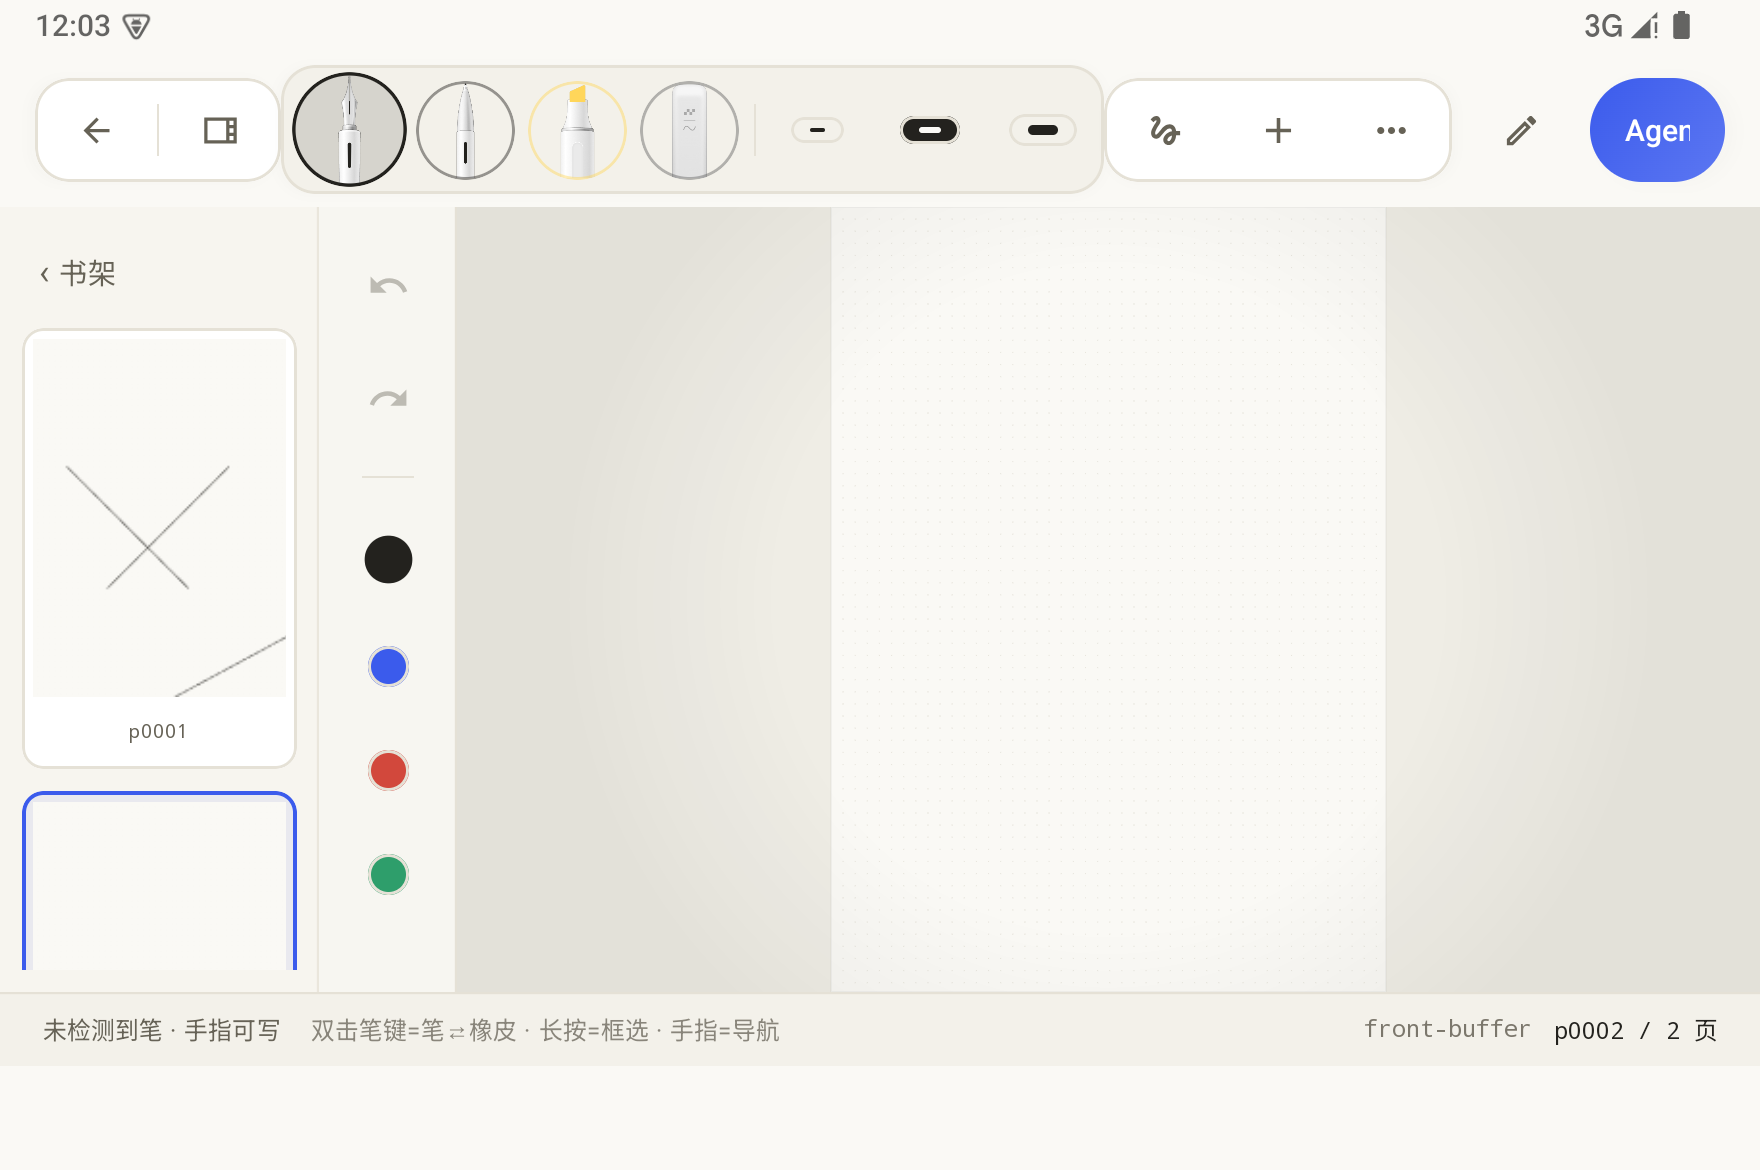 12:03
3G
Agen
‹ 书架
p0001
未检测到笔 · 手指可写 双击笔键=笔⇄橡皮 · 长按=框选 · 手指=导航
front-buffer p0002 / 2 页